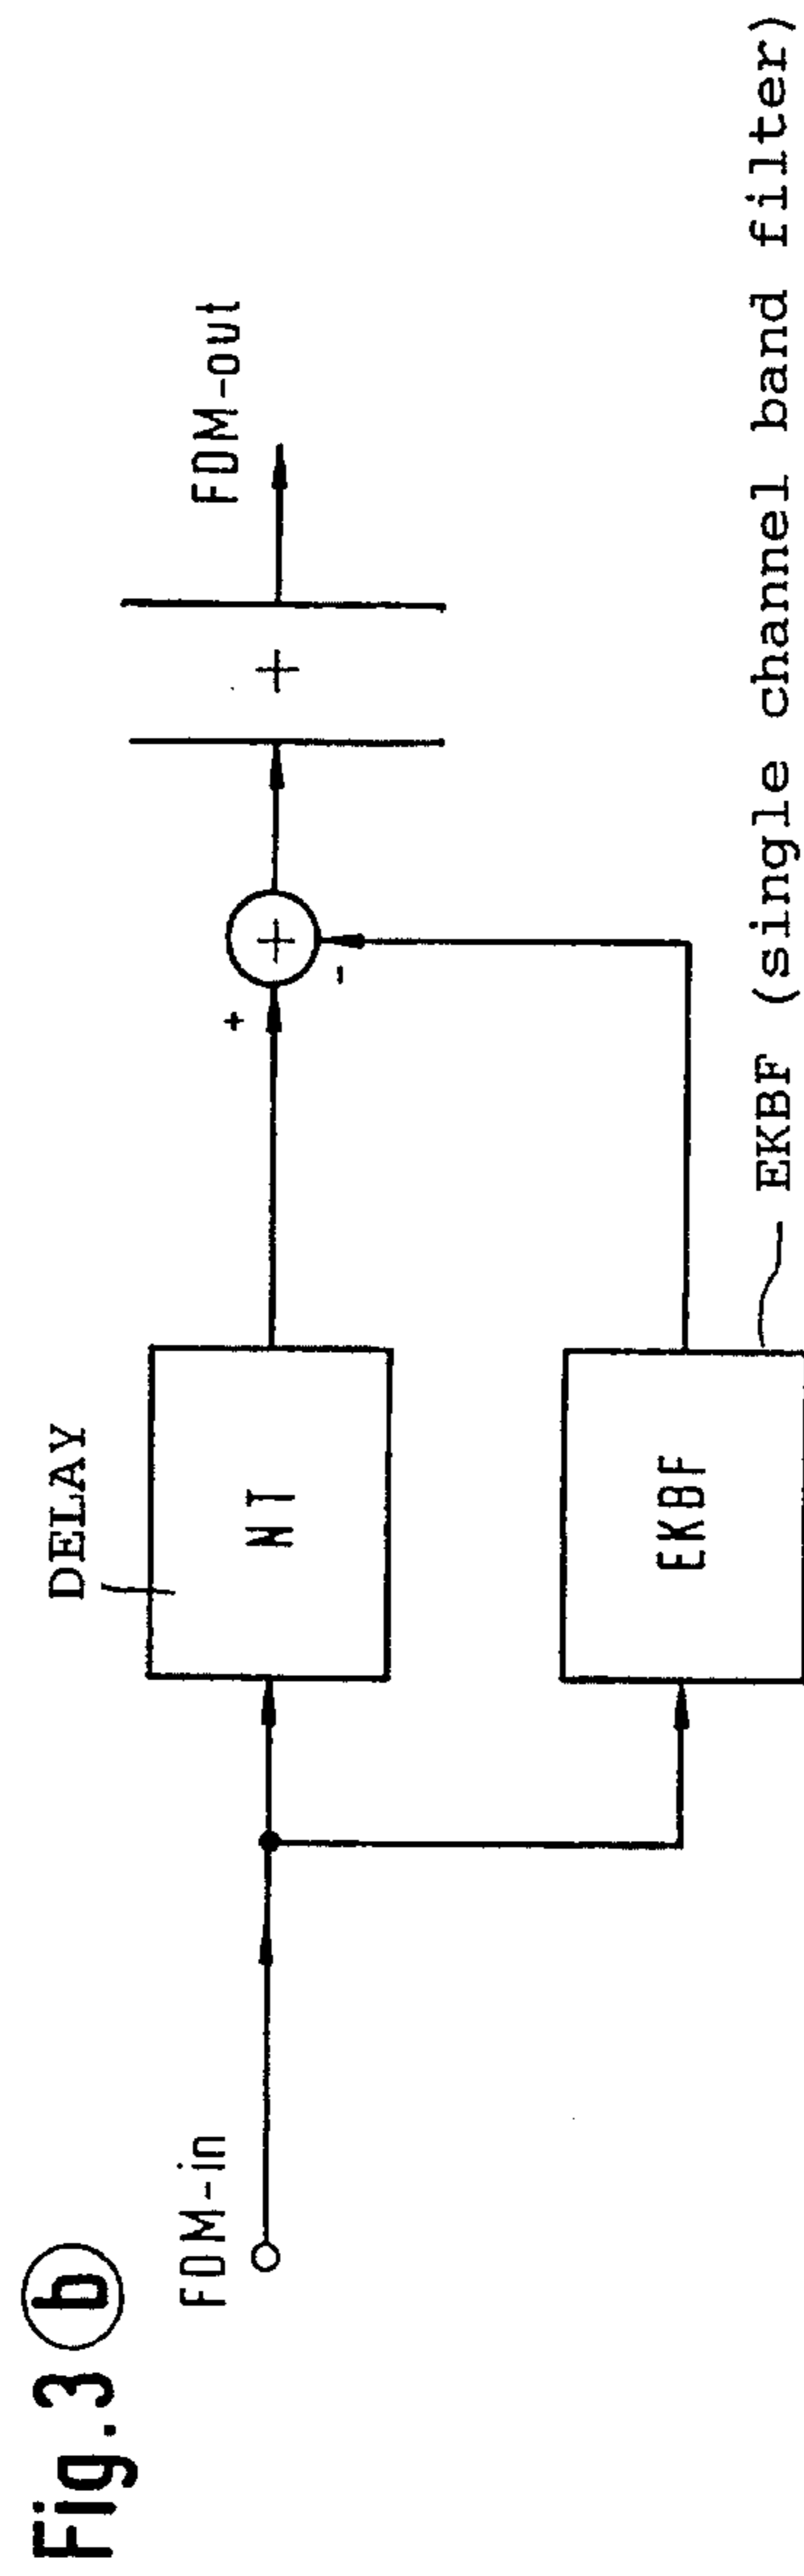 Fig.3 b
FDM-in
DELAY
NT
EKBF
+
-
+
+
FDM-out
EKBF (single channel band filter)